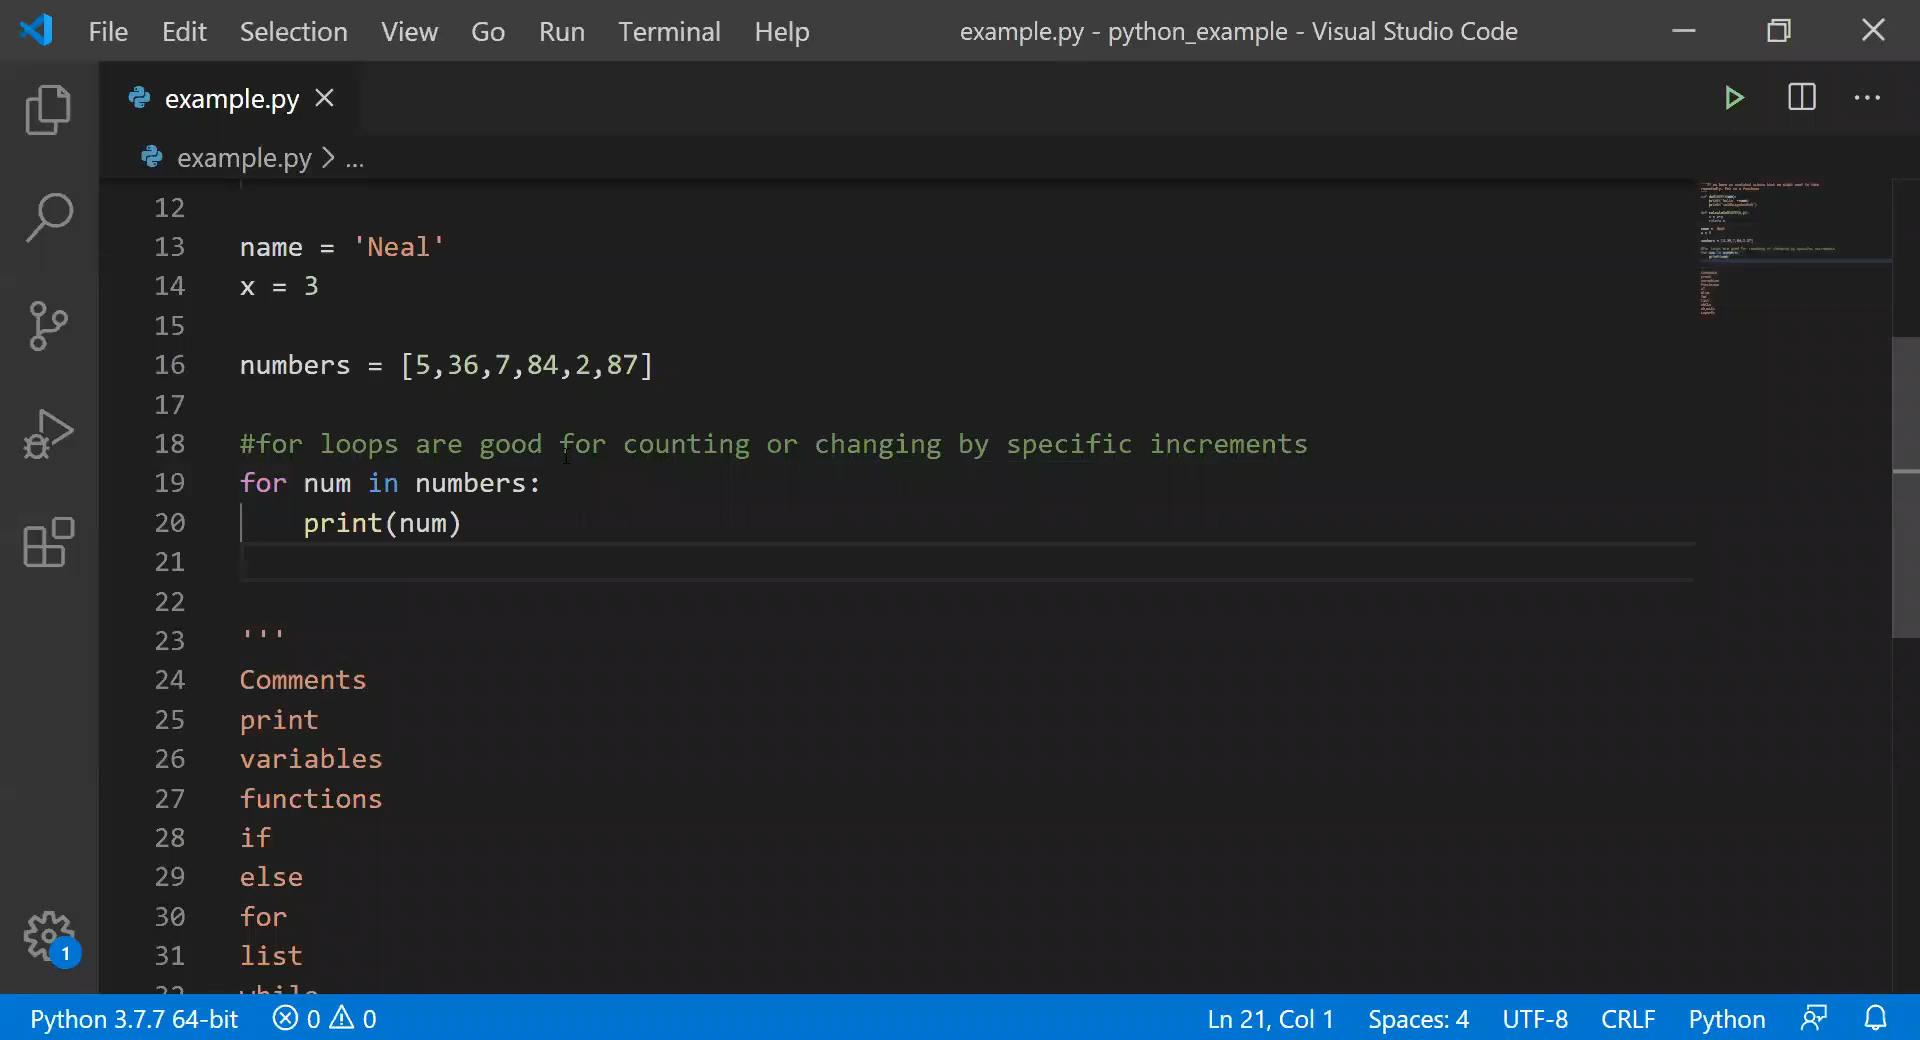 File Edit Selection View Go Run Terminal Help example.py - python_example - Visual Studio Code
example.py
example.py > ...
12
13 name = 'Neal'
14 x = 3
15
16 numbers = [5,36,7,84,2,87]
17
18 #for loops are good for counting or changing by specific increments
19 for num in numbers:
20 print(num)
21
22
23 '''
24 Comments
25 print
26 variables
27 functions
28 if
29 else
30 for
31 list
32 while
1
Python 3.7.7 64-bit 0 0 Ln 21, Col 1 Spaces: 4 UTF-8 CRLF Python